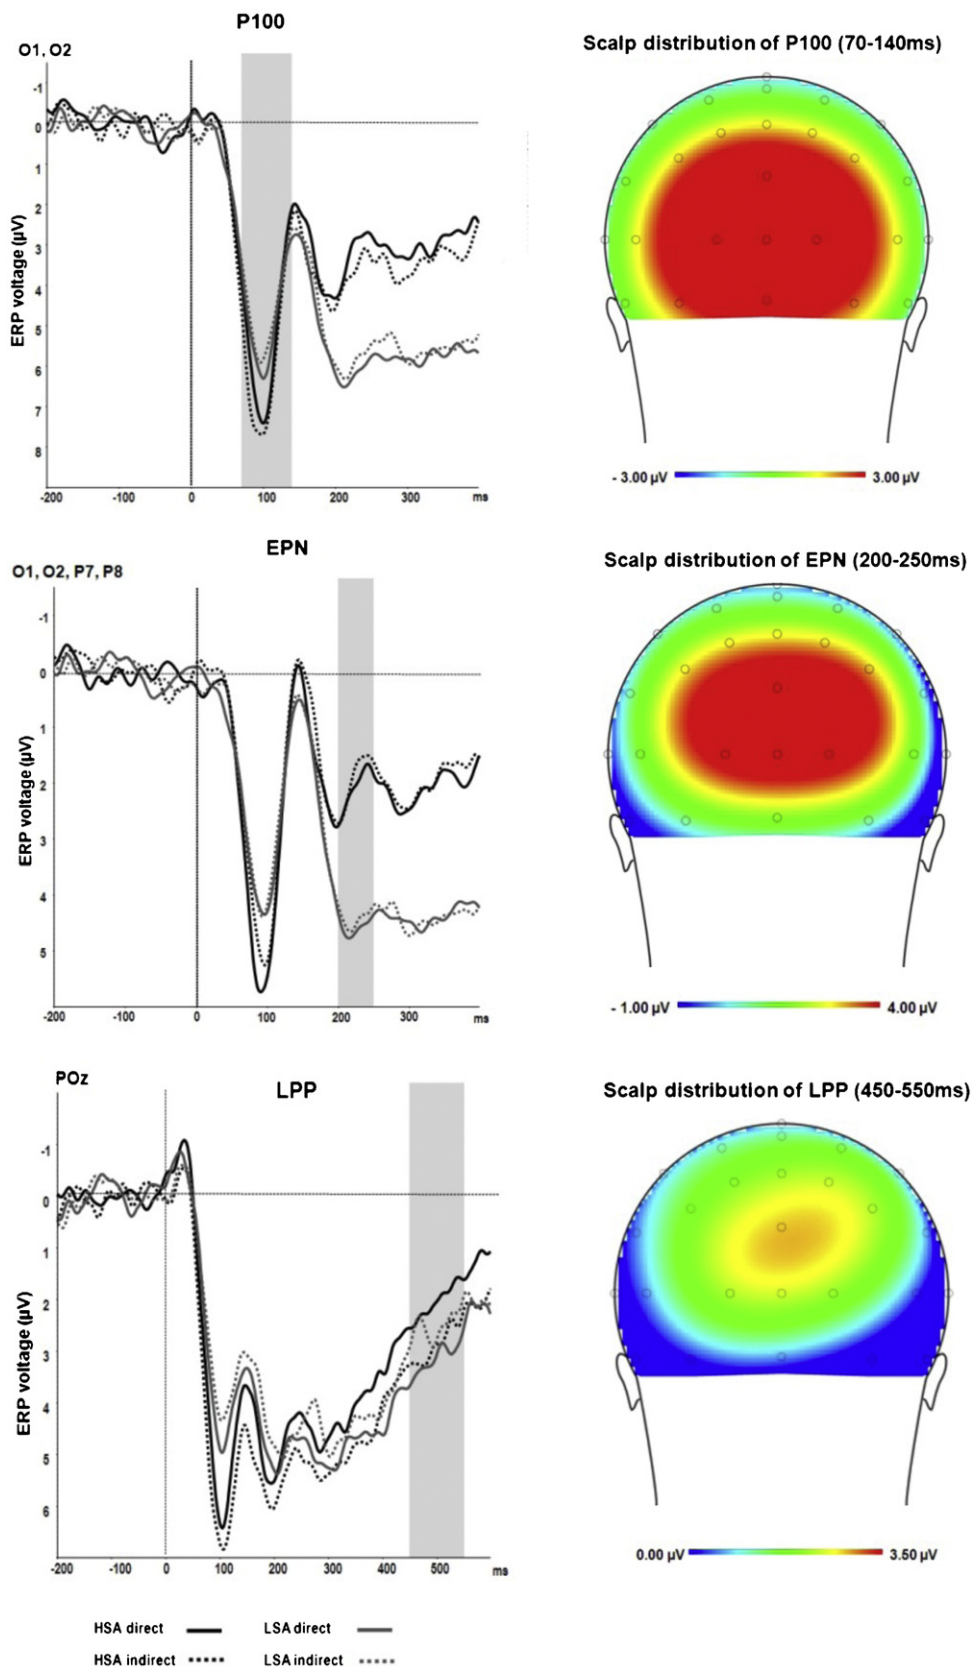 P100
O1, O2
Scalp distribution of P100 (70-140ms)
ERP voltage (µV)
-1
0
1
2
3
4
5
6
7
8
-200 -100 0 100 200 300 ms
- 3.00 µV 3.00 µV
EPN
O1, O2, P7, P8
Scalp distribution of EPN (200-250ms)
ERP voltage (µV)
-1
0
1
2
3
4
5
-200 -100 0 100 200 300 ms
- 1.00 µV 4.00 µV
POz
LPP
Scalp distribution of LPP (450-550ms)
ERP voltage (µV)
-1
0
1
2
3
4
5
6
-200 -100 0 100 200 300 400 500 ms
0.00 µV 3.50 µV
HSA direct LSA direct
HSA indirect LSA indirect